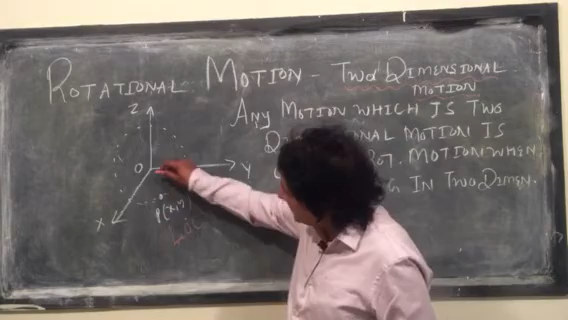 ROTATIONAL MOTION - TWO DIMENSIONAL
MOTION
ANY MOTION WHICH IS TWO
D NAL MOTION IS
ROT. MOTION WHEN
G IN TWO DIMEN.
Z
O
Y
X
P(x,y)